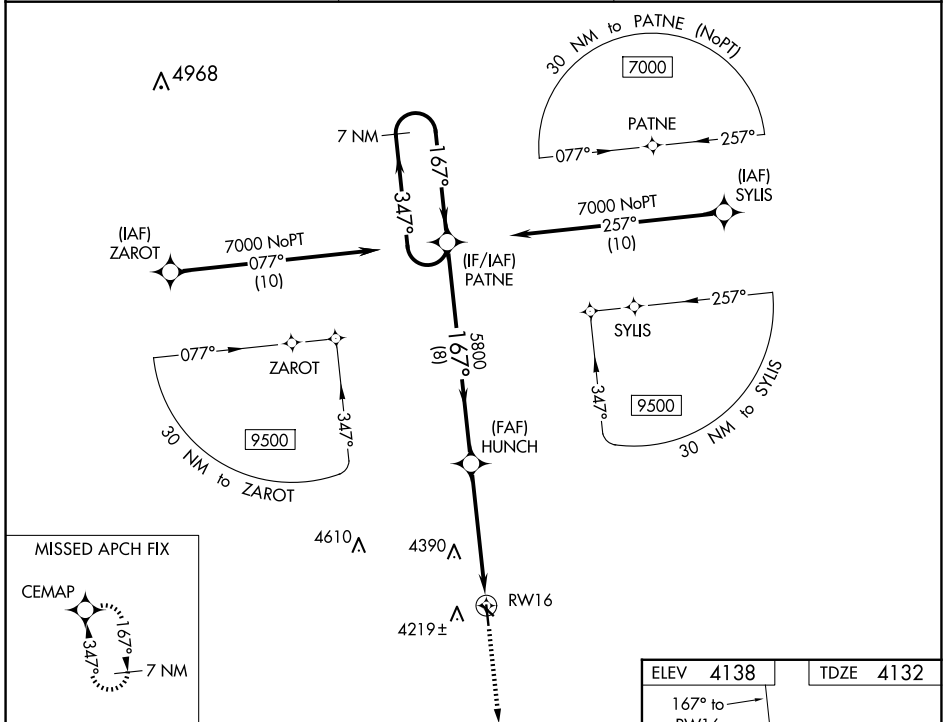 30 NM to PATNE (NoPT)
7000
PATNE
077°
257°
4968
7 NM
167°
347°
(IAF)
SYLIS
7000 NoPT
257°
(10)
(IAF)
ZAROT
7000 NoPT
077°
(10)
(IF/IAF)
PATNE
5800
167°
(8)
077°
ZAROT
347°
9500
30 NM to ZAROT
257°
SYLIS
347°
9500
30 NM to SYLIS
(FAF)
HUNCH
4610
4390
RW16
4219±
MISSED APCH FIX
CEMAP
167°
347°
7 NM
ELEV 4138
TDZE 4132
167° to
RW16